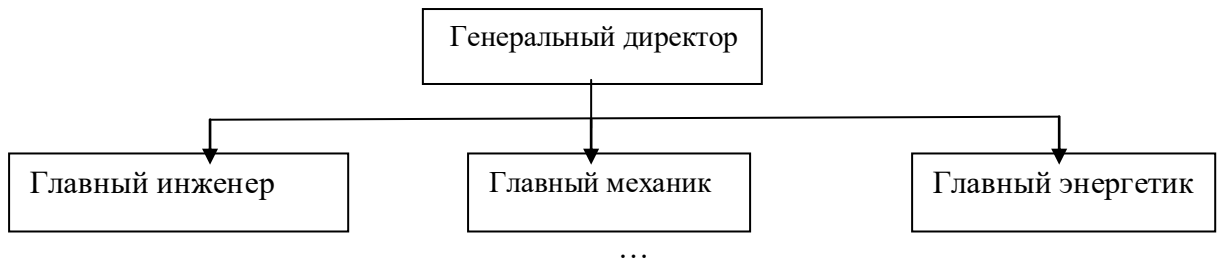 Генеральный директор
Главный инженер
Главный механик
Главный энергетик
…